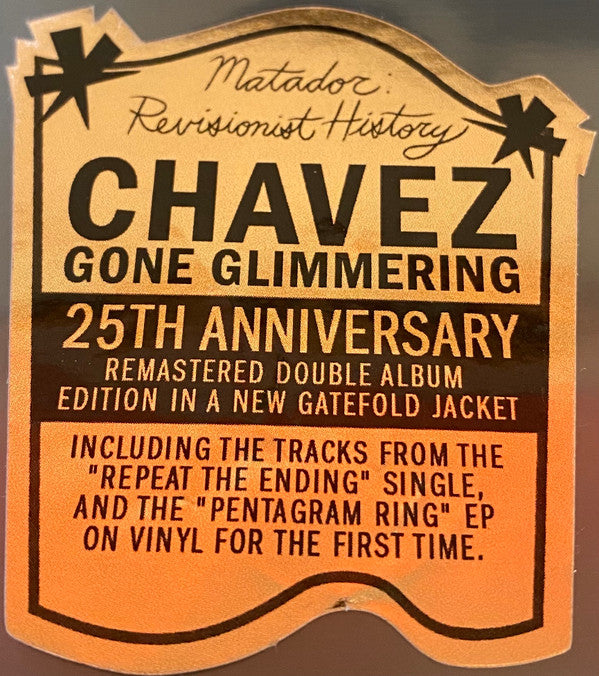 Matador:
Revisionist History
CHAVEZ
GONE GLIMMERING
25TH ANNIVERSARY
REMASTERED DOUBLE ALBUM
EDITION IN A NEW GATEFOLD JACKET
INCLUDING THE TRACKS FROM THE
"REPEAT THE ENDING" SINGLE,
AND THE "PENTAGRAM RING" EP
ON VINYL FOR THE FIRST TIME.